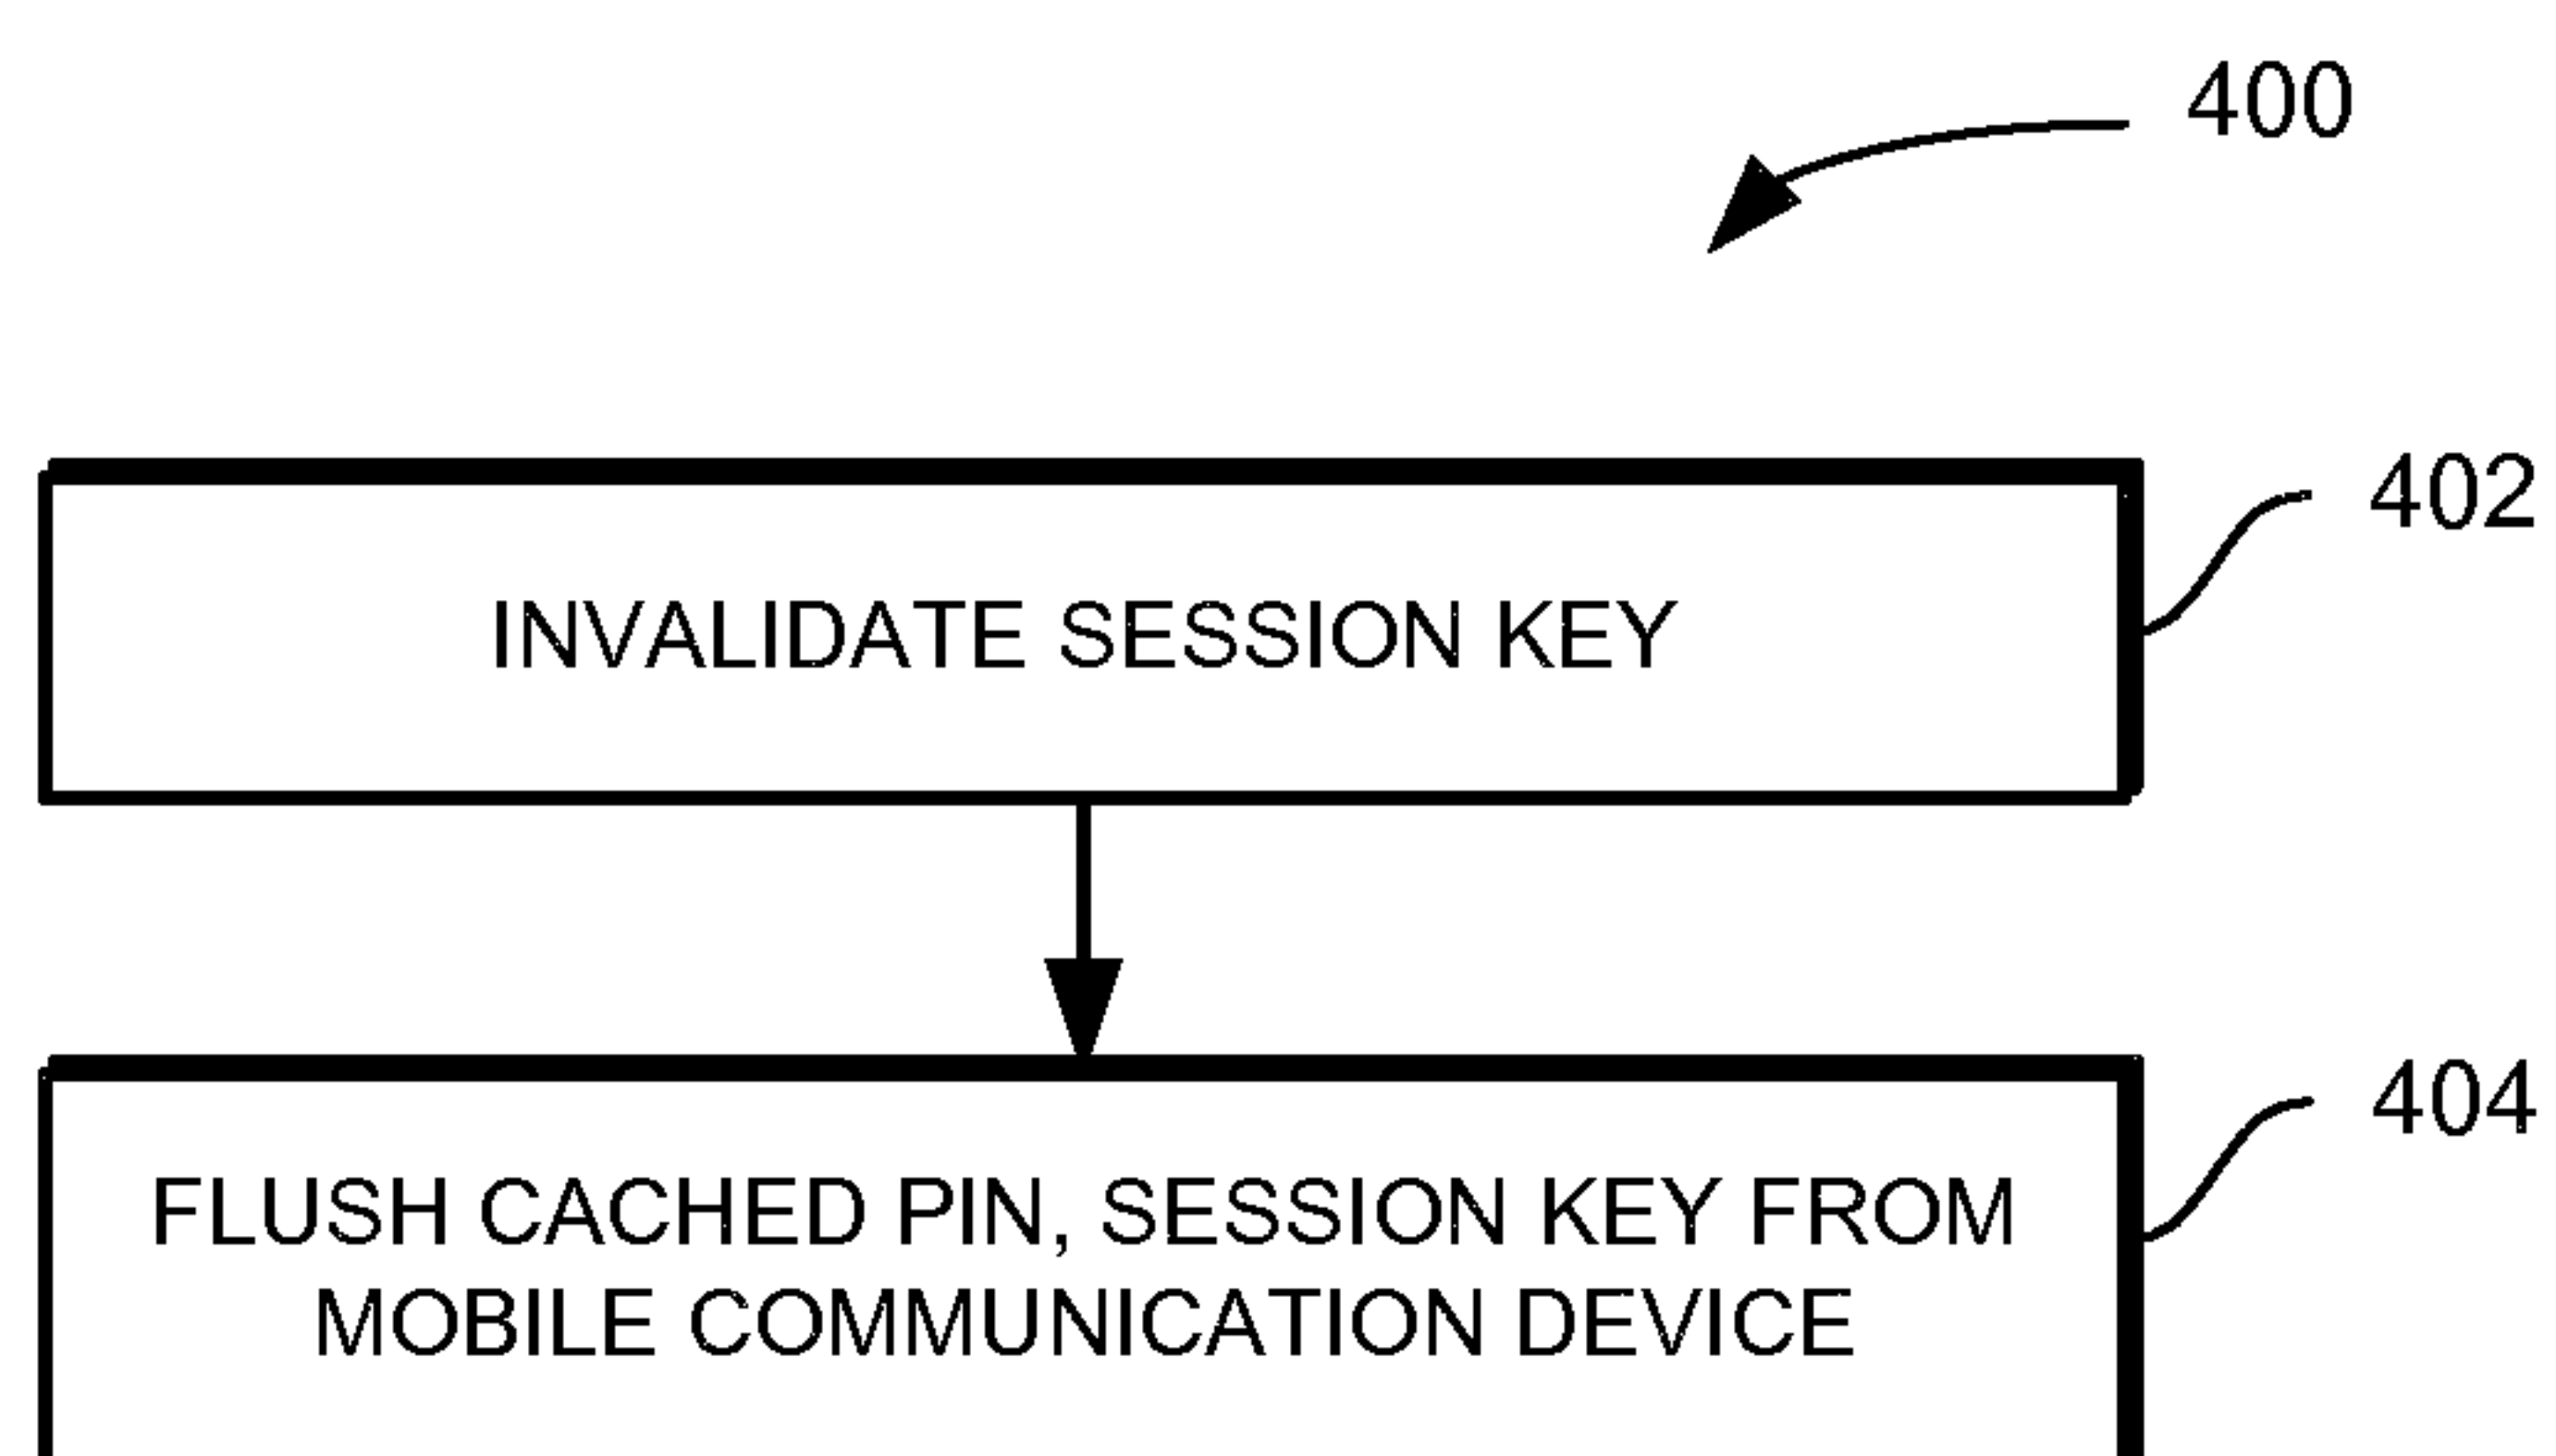 400
402
INVALIDATE SESSION KEY
404
FLUSH CACHED PIN, SESSION KEY FROM
MOBILE COMMUNICATION DEVICE